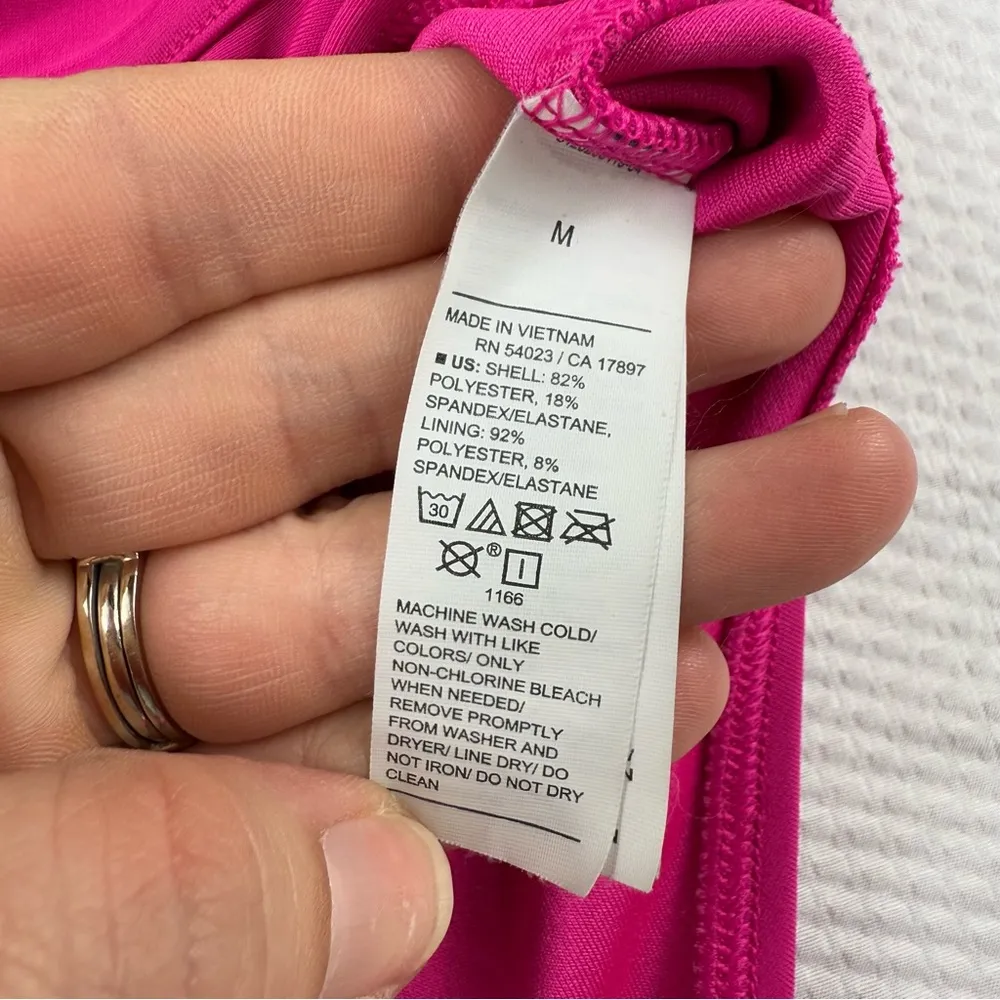 M
MADE IN VIETNAM
RN 54023 / CA 17897
US: SHELL: 82%
POLYESTER, 18%
SPANDEX/ELASTANE,
LINING: 92%
POLYESTER, 8%
SPANDEX/ELASTANE
30
®
1166
MACHINE WASH COLD/
WASH WITH LIKE
COLORS/ ONLY
NON-CHLORINE BLEACH
WHEN NEEDED/
REMOVE PROMPTLY
FROM WASHER AND
DRYER/ LINE DRY/ DO
NOT IRON/ DO NOT DRY
CLEAN